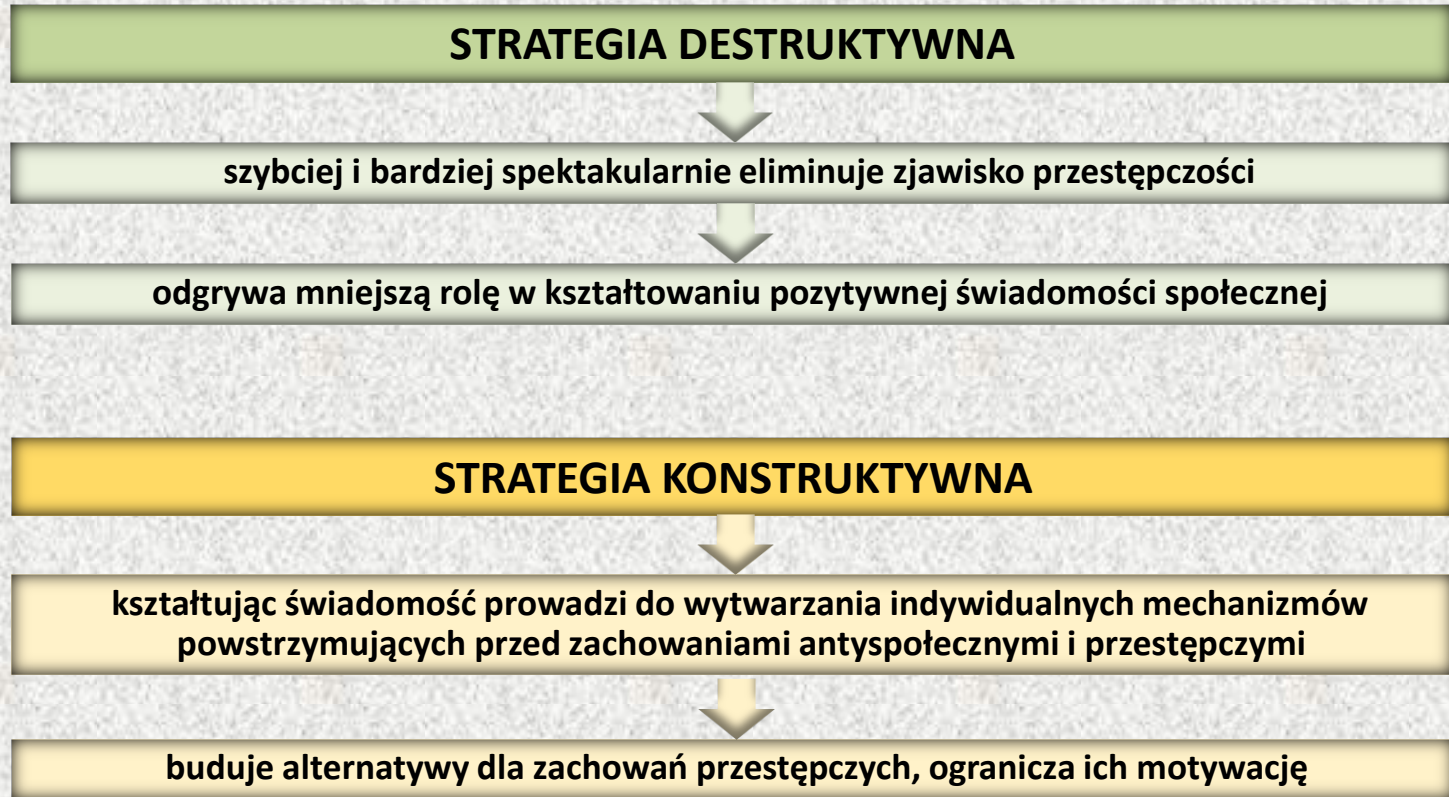 STRATEGIA DESTRUKTYWNA
szybciej i bardziej spektakularnie eliminuje zjawisko przestępczości
odgrywa mniejszą rolę w kształtowaniu pozytywnej świadomości społecznej
STRATEGIA KONSTRUKTYWNA
kształtując świadomość prowadzi do wytwarzania indywidualnych mechanizmów
powstrzymujących przed zachowaniami antyspołecznymi i przestępczymi
buduje alternatywy dla zachowań przestępczych, ogranicza ich motywację